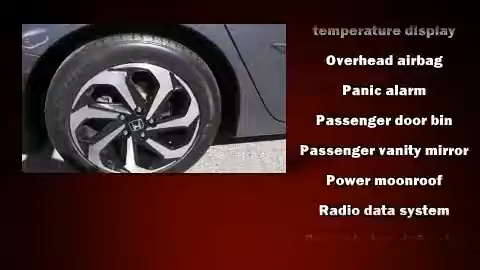 temperature display
Overhead airbag
Panic alarm
Passenger door bin
Passenger vanity mirror
Power moonroof
Radio data system